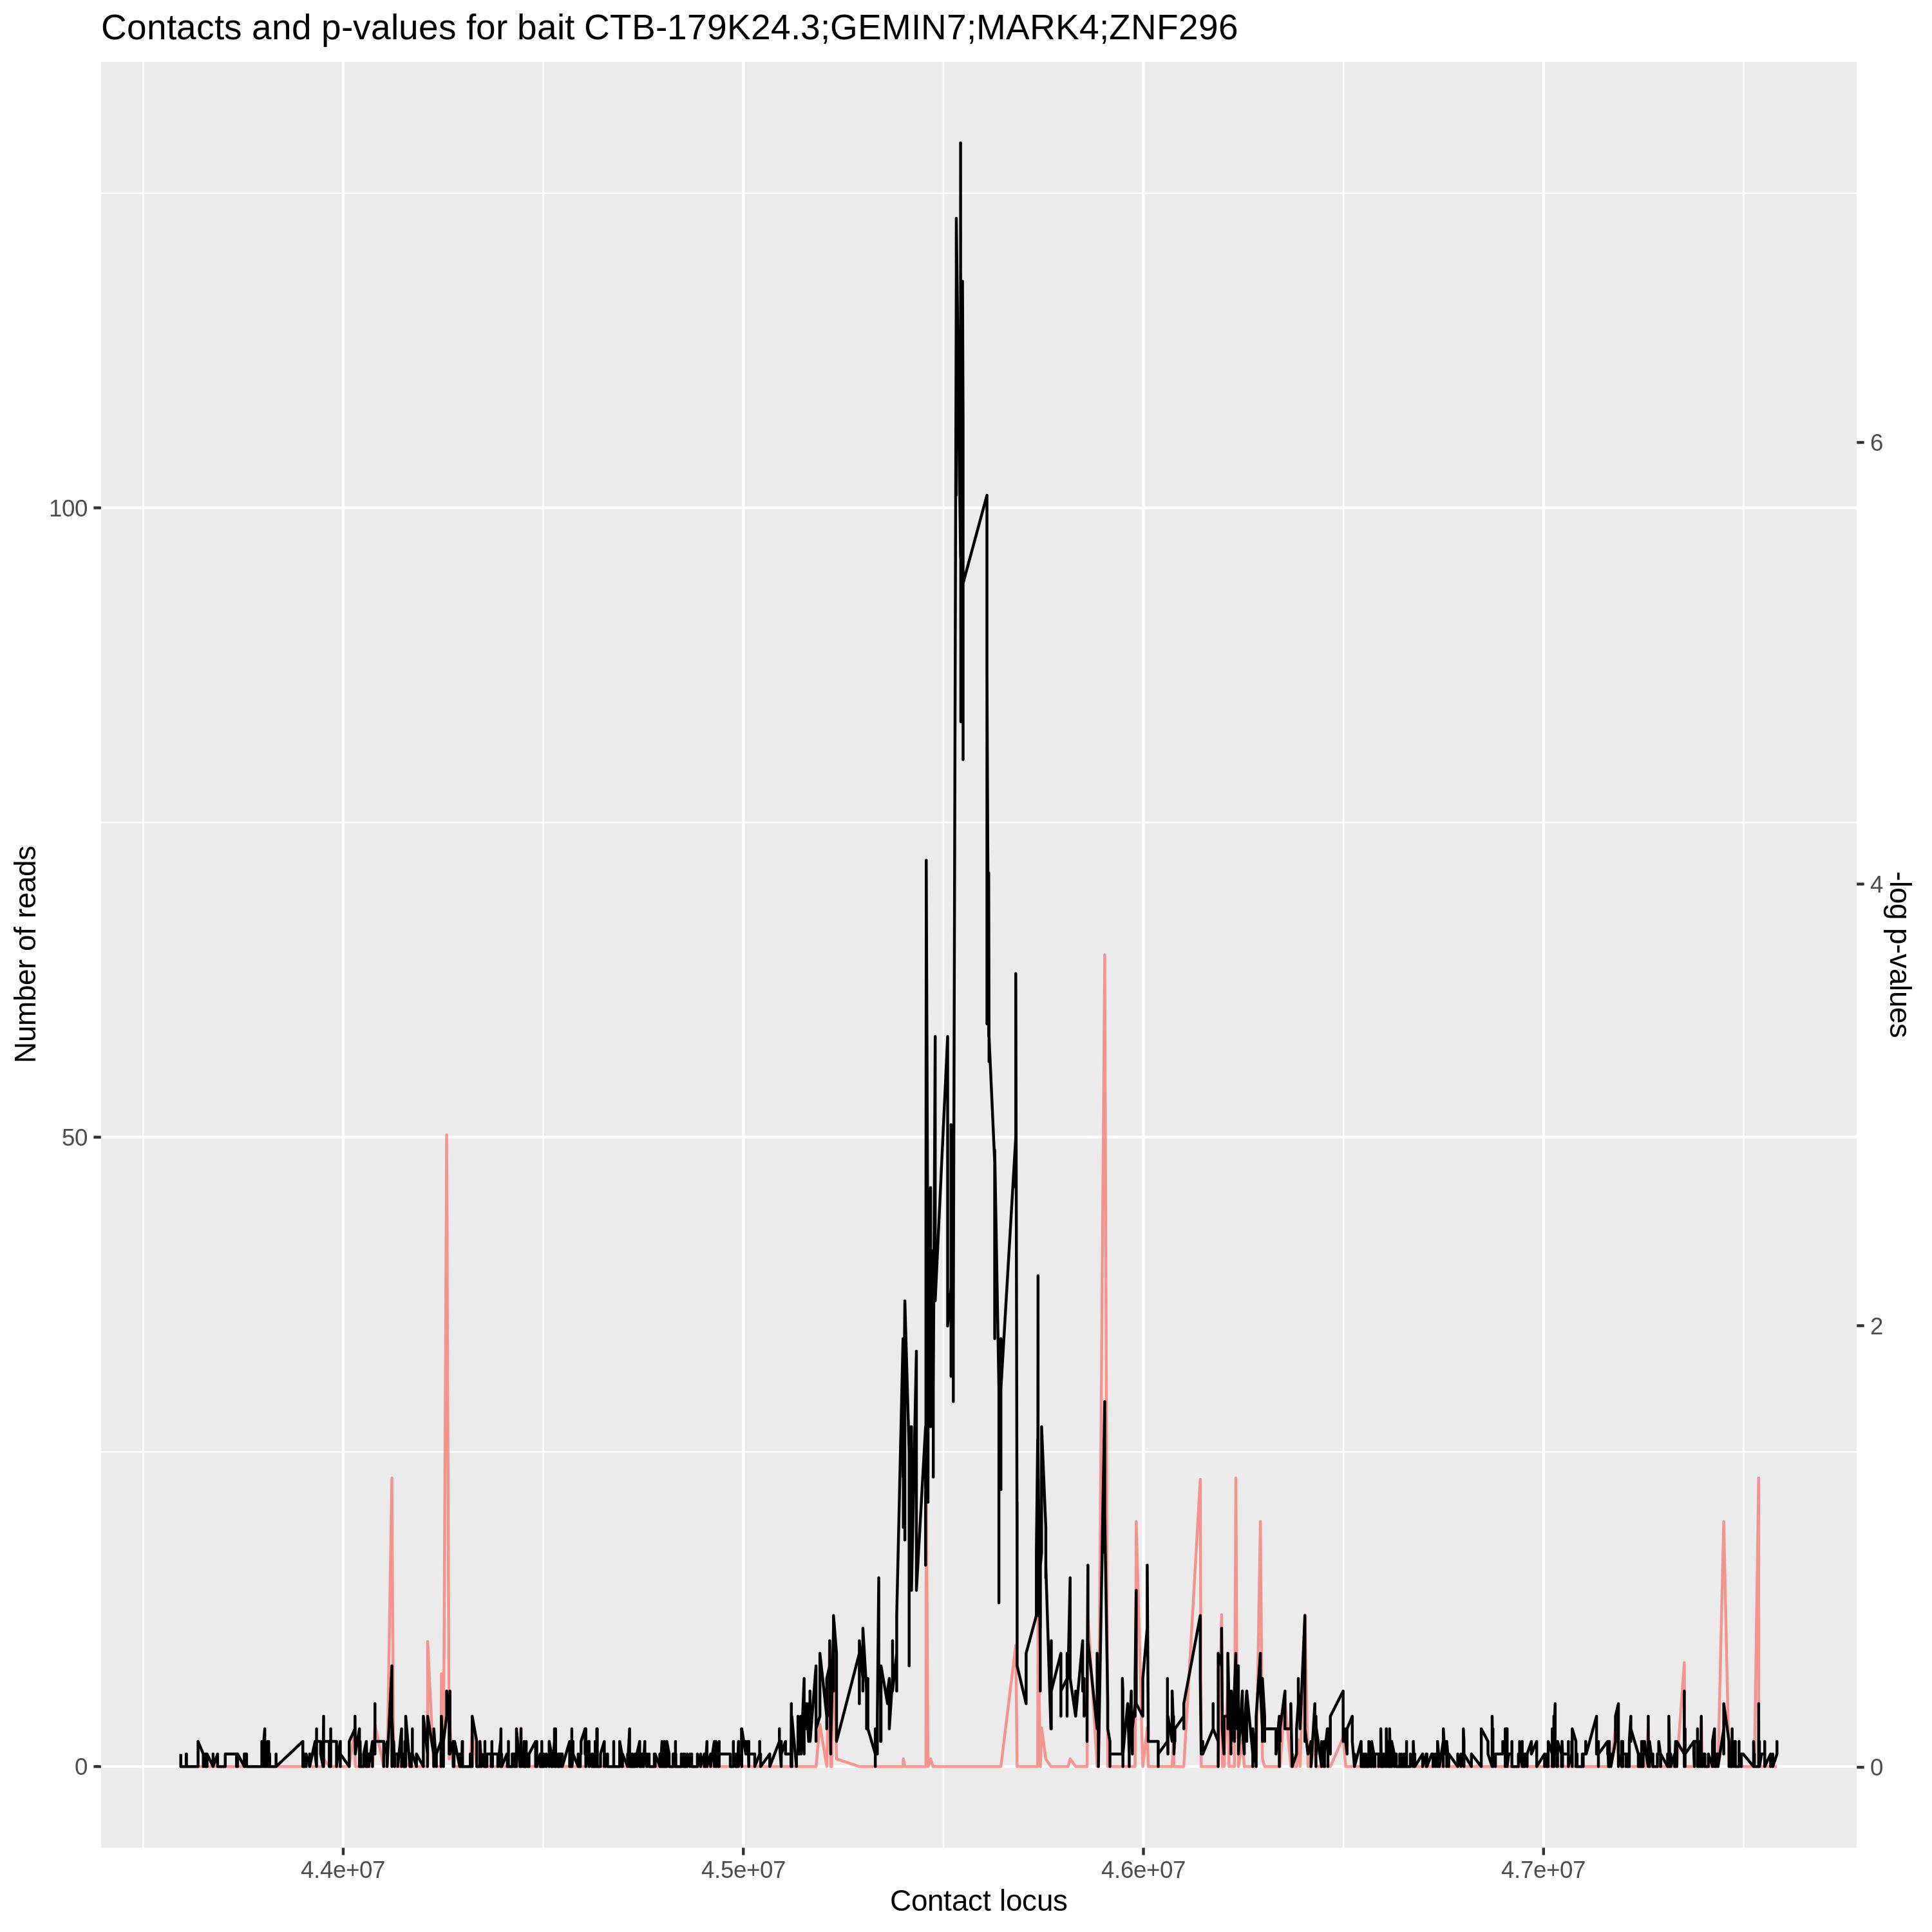 Contacts and p-values for bait CTB-179K24.3;GEMIN7;MARK4;ZNF296
Number of reads
100
50
0
-log p-values
6
4
2
0
4.4e+07
4.5e+07
4.6e+07
4.7e+07
Contact locus